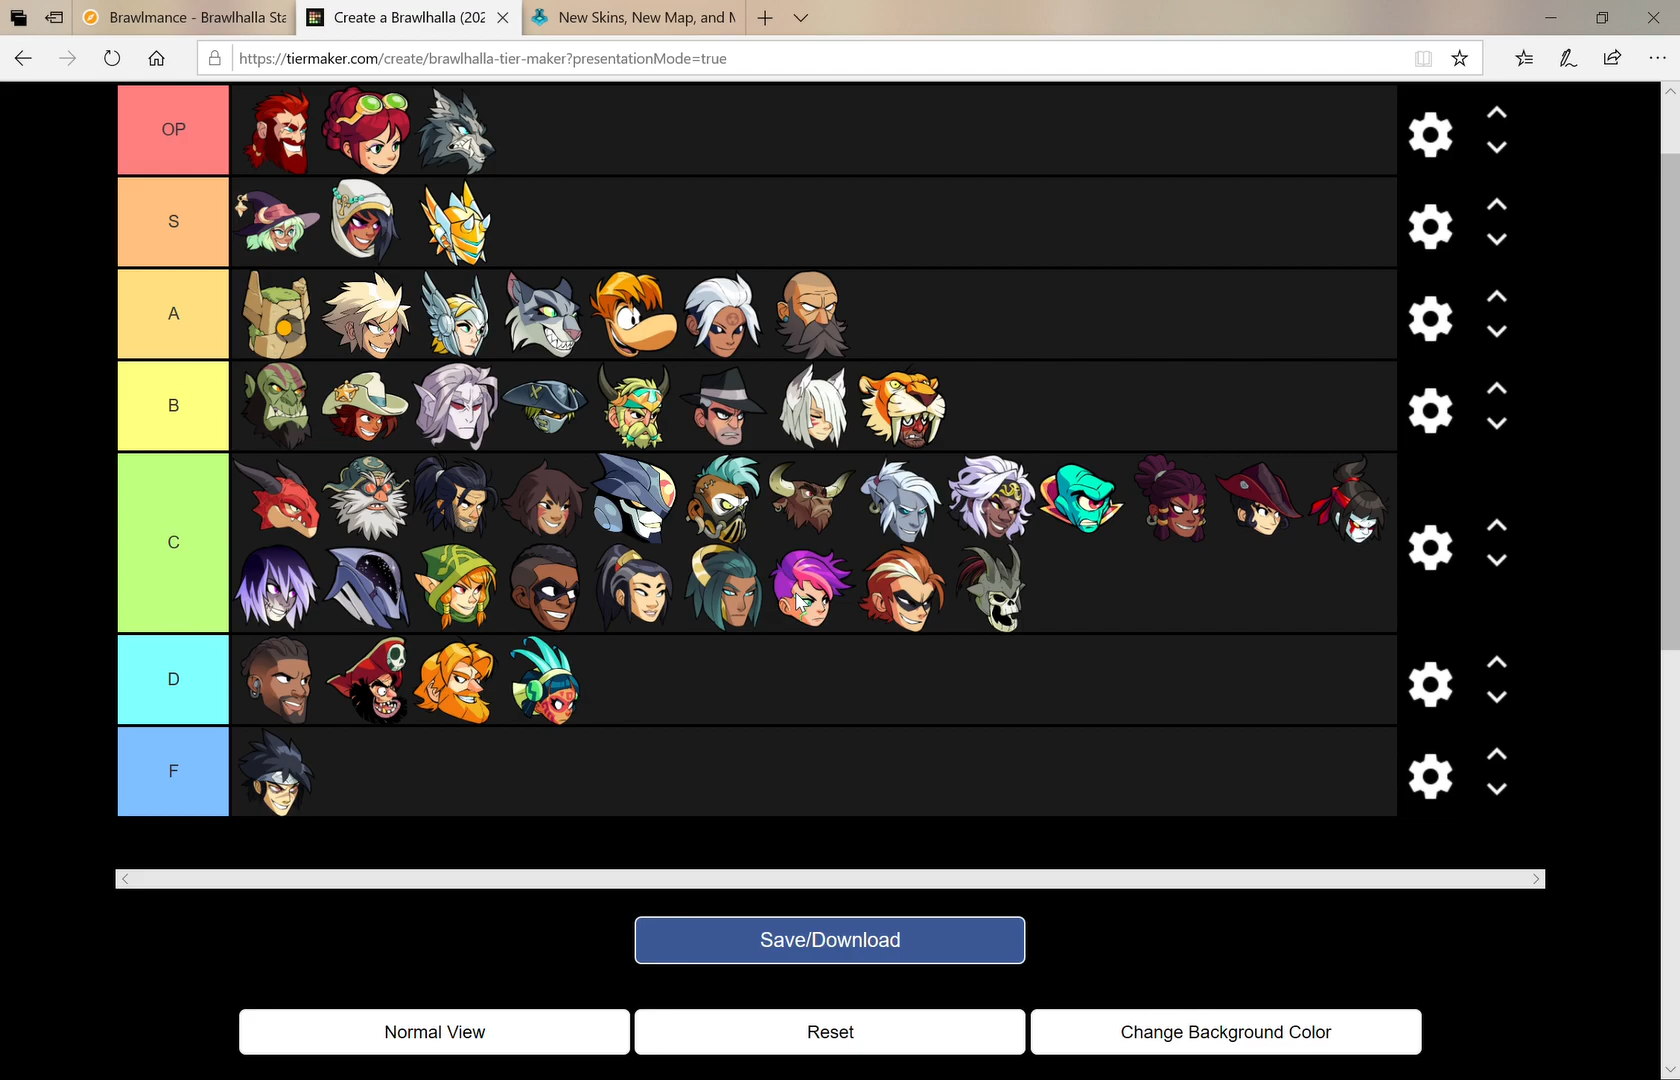 Brawlmance - Brawlhalla Sta
Create a Brawlhalla (202
New Skins, New Map, and M
https://tiermaker.com/create/brawlhalla-tier-maker?presentationMode=true
OP
S
A
B
C
D
F
Save/Download
Normal View
Reset
Change Background Color